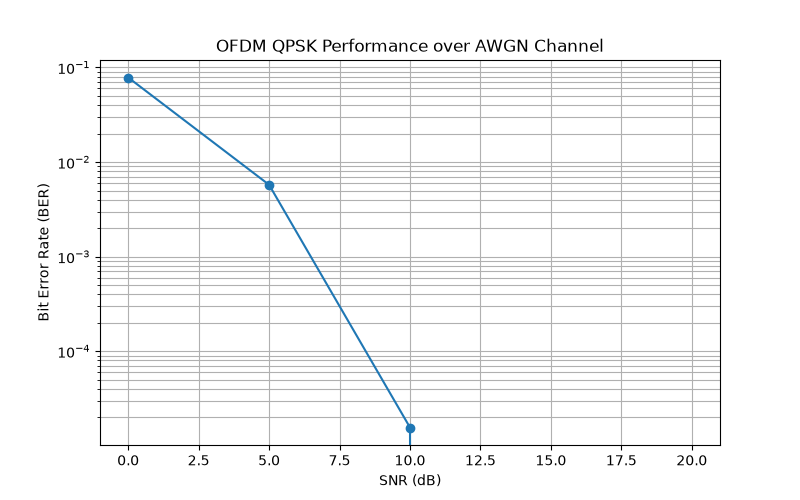 OFDM QPSK Performance over AWGN Channel
Bit Error Rate (BER)
10⁻¹
10⁻²
10⁻³
10⁻⁴
0.0 2.5 5.0 7.5 10.0 12.5 15.0 17.5 20.0
SNR (dB)